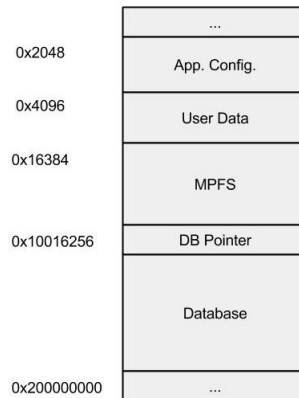 ...
0x2048
App. Config.
0x4096
User Data
0x16384
MPFS
0x10016256
DB Pointer
Database
0x200000000
...